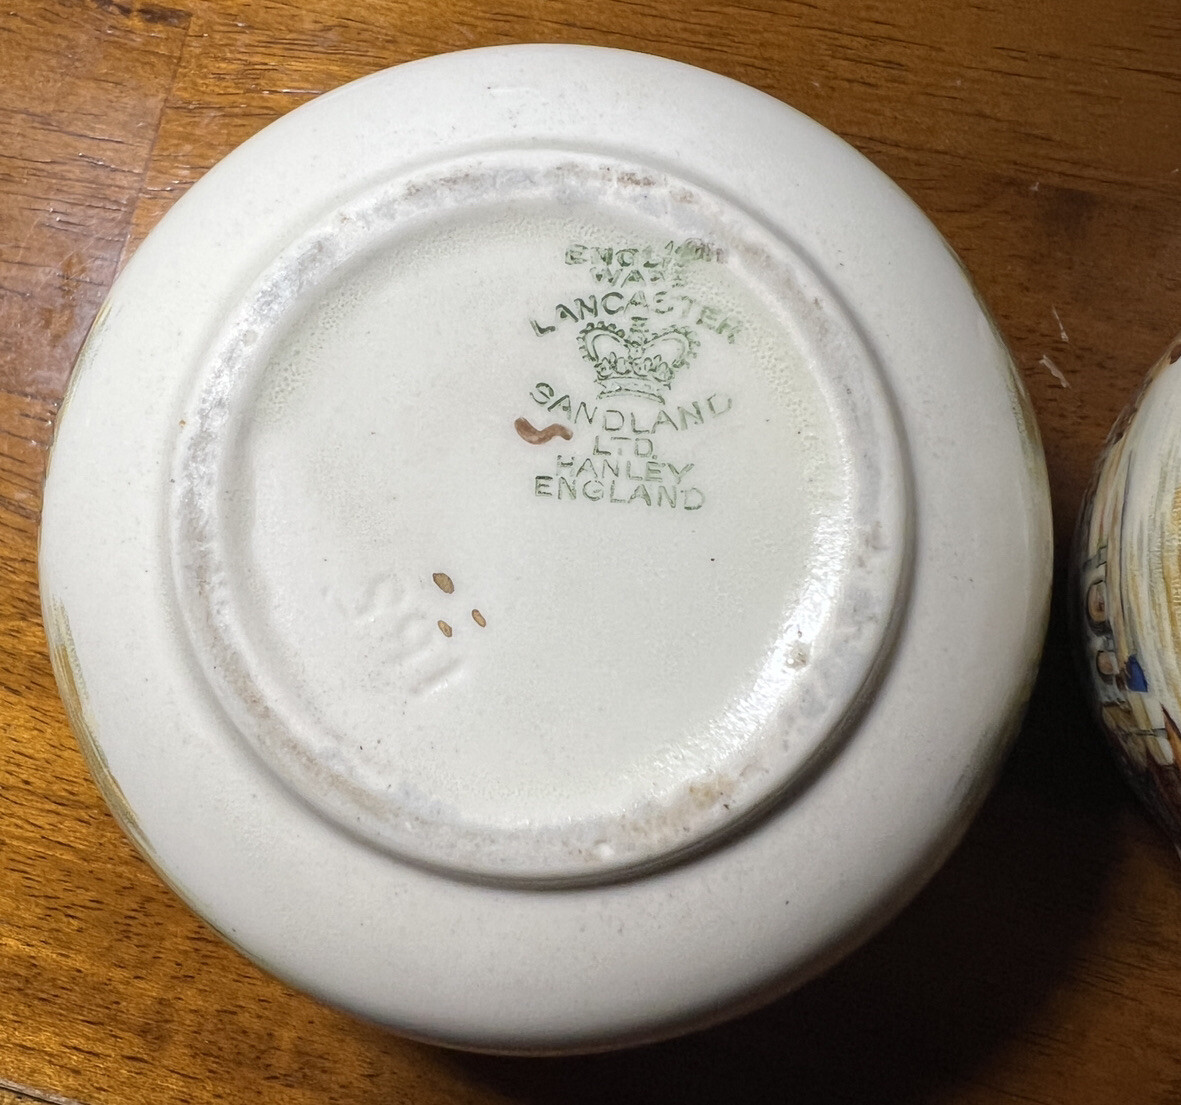 ENGLISH
WARE
LANCASTER
&
SANDLAND
LTD.
HANLEY
ENGLAND